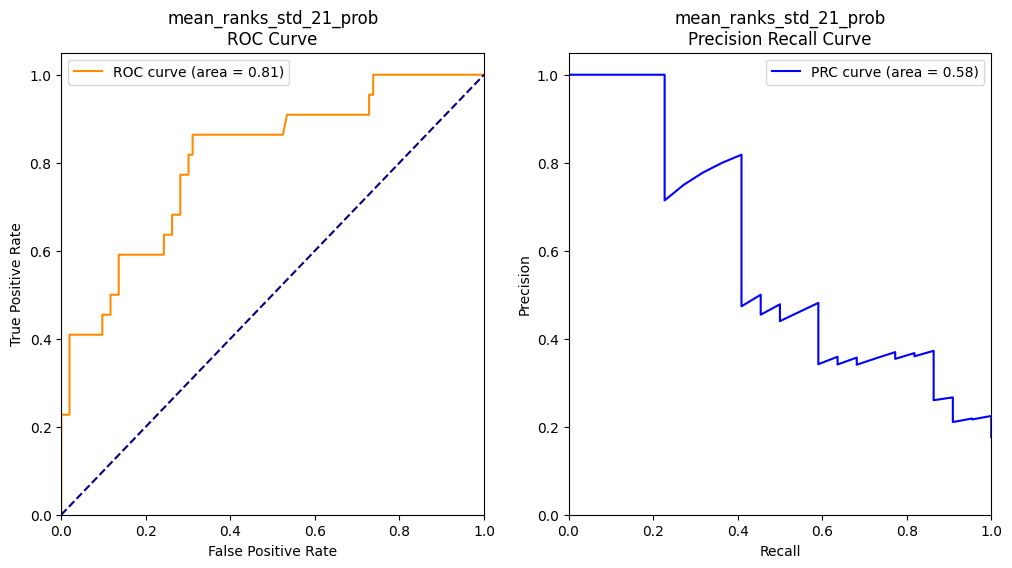 mean_ranks_std_21_prob
ROC Curve
ROC curve (area = 0.81)
True Positive Rate
1.0
0.8
0.6
0.4
0.2
0.0
0.0 0.2 0.4 0.6 0.8 1.0
False Positive Rate
mean_ranks_std_21_prob
Precision Recall Curve
PRC curve (area = 0.58)
Precision
1.0
0.8
0.6
0.4
0.2
0.0
0.0 0.2 0.4 0.6 0.8 1.0
Recall